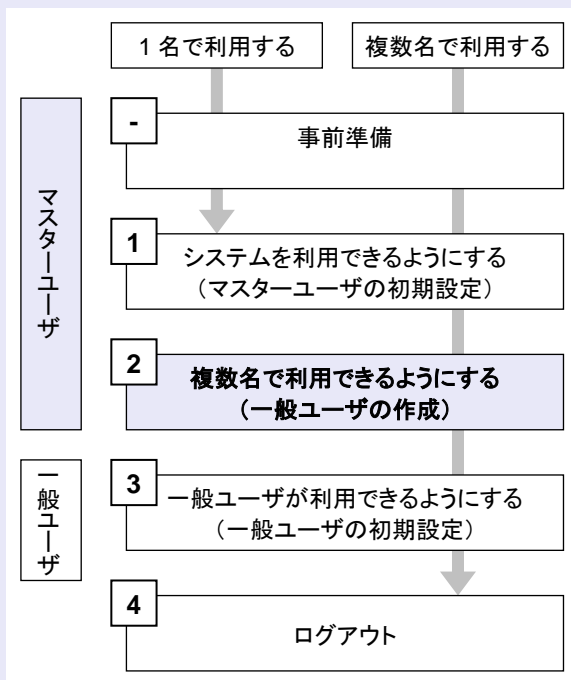 1 名で利用する
複数名で利用する
マスターユーザ
-
事前準備
1
システムを利用できるようにする
（マスターユーザの初期設定）
2
複数名で利用できるようにする
（一般ユーザの作成）
一般ユーザ
3
一般ユーザが利用できるようにする
（一般ユーザの初期設定）
4
ログアウト